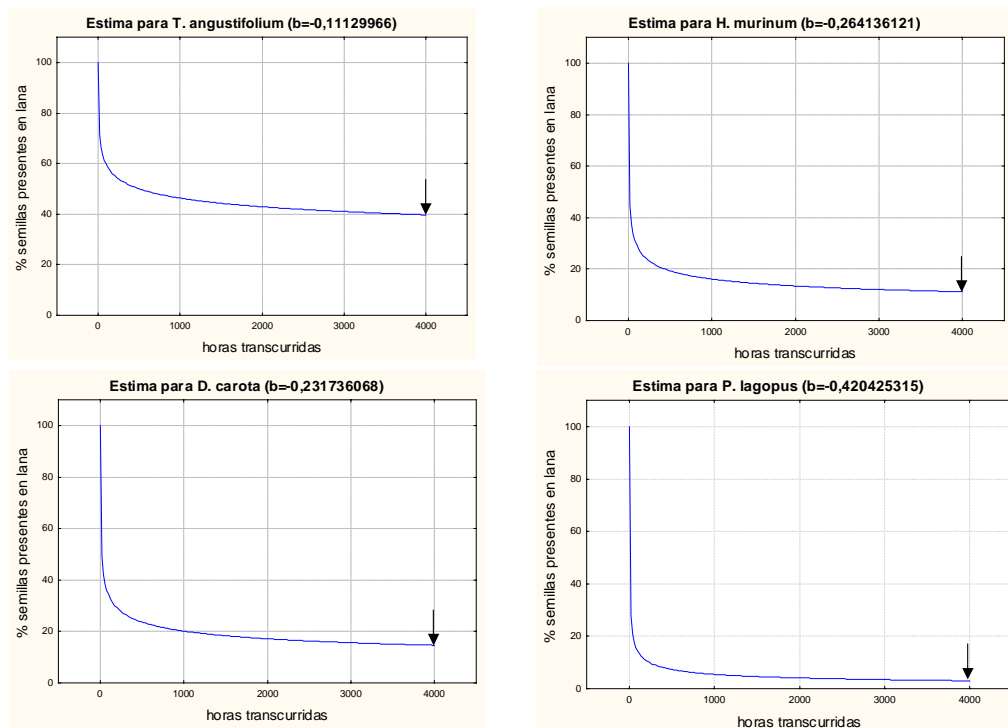 Estima para T. angustifolium (b=-0,11129966)
% semillas presentes en lana
100
80
60
40
20
0
0 1000 2000 3000 4000
horas transcurridas
Estima para H. murinum (b=-0,264136121)
% semillas presentes en lana
100
80
60
40
20
0
0 1000 2000 3000 4000
horas transcurridas
Estima para D. carota (b=-0,231736068)
% semillas presentes en lana
100
80
60
40
20
0
0 1000 2000 3000 4000
horas transcurridas
Estima para P. lagopus (b=-0,420425315)
% semillas presentes en lana
100
80
60
40
20
0
0 1000 2000 3000 4000
horas transcurridas